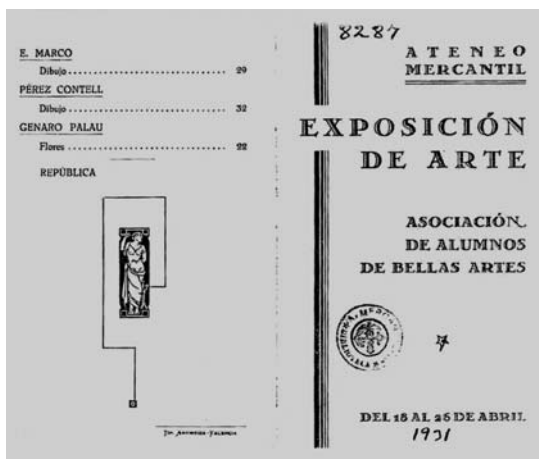 E. MARCO
Dibujo .............................. 29
PÉREZ CONTELL
Dibujo .............................. 32
GENARO PALAU
Flores .............................. 22
REPÚBLICA
8287
ATENEO
MERCANTIL
EXPOSICIÓN
DE ARTE
ASOCIACIÓN
DE ALUMNOS
DE BELLAS ARTES
DEL 18 AL 26 DE ABRIL
1931